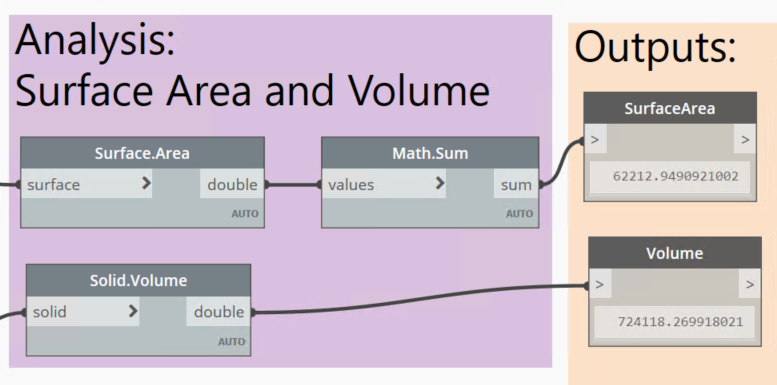 Analysis:
Surface Area and Volume
Surface.Area
surface > double
AUTO
Math.Sum
values > sum
AUTO
Solid.Volume
solid > double
AUTO
Outputs:
SurfaceArea
> >
62212.9490921002
Volume
> >
724118.269918021